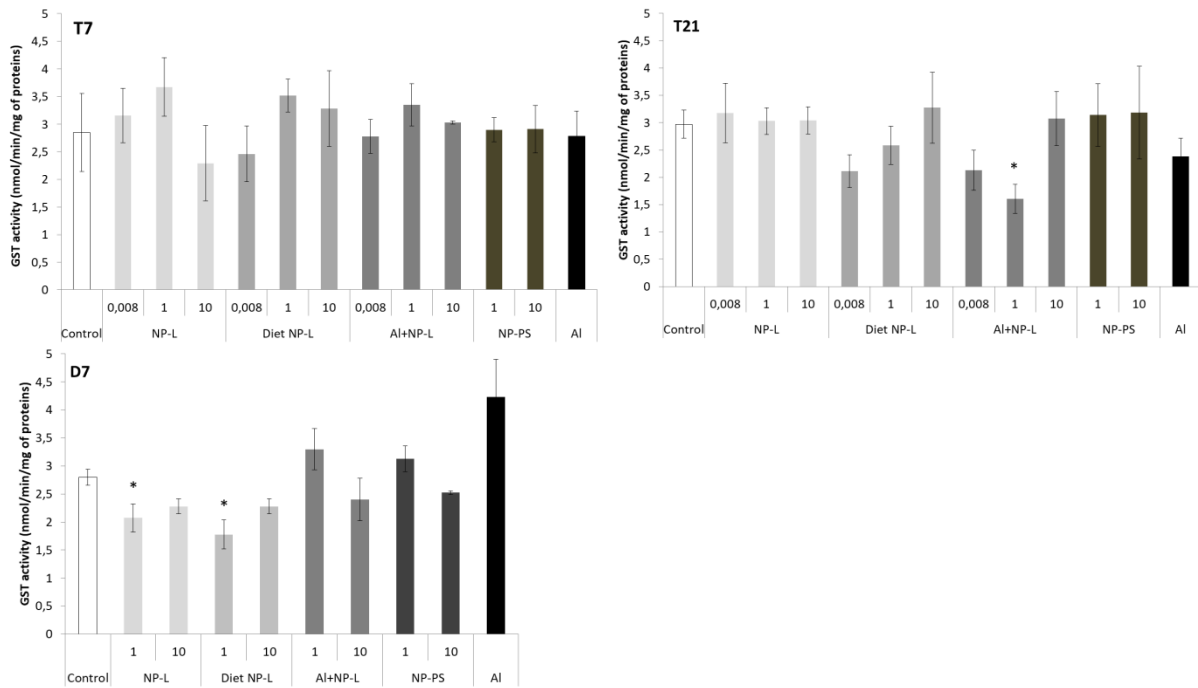 T7
GST activity (nmol/min/mg of proteins)
5
4,5
4
3,5
3
2,5
2
1,5
1
0,5
0
0,008 1 10 0,008 1 10 0,008 1 10 1 10
Control NP-L Diet NP-L Al+NP-L NP-PS Al
T21
GST activity (nmol/min/mg of proteins)
5
4,5
4
3,5
3
2,5
2
1,5
1
0,5
0
*
0,008 1 10 0,008 1 10 0,008 1 10 1 10
Control NP-L Diet NP-L Al+NP-L NP-PS Al
D7
GST activity (nmol/min/mg of proteins)
5
4,5
4
3,5
3
2,5
2
1,5
1
0,5
0
* *
1 10 1 10 1 10 1 10
Control NP-L Diet NP-L Al+NP-L NP-PS Al